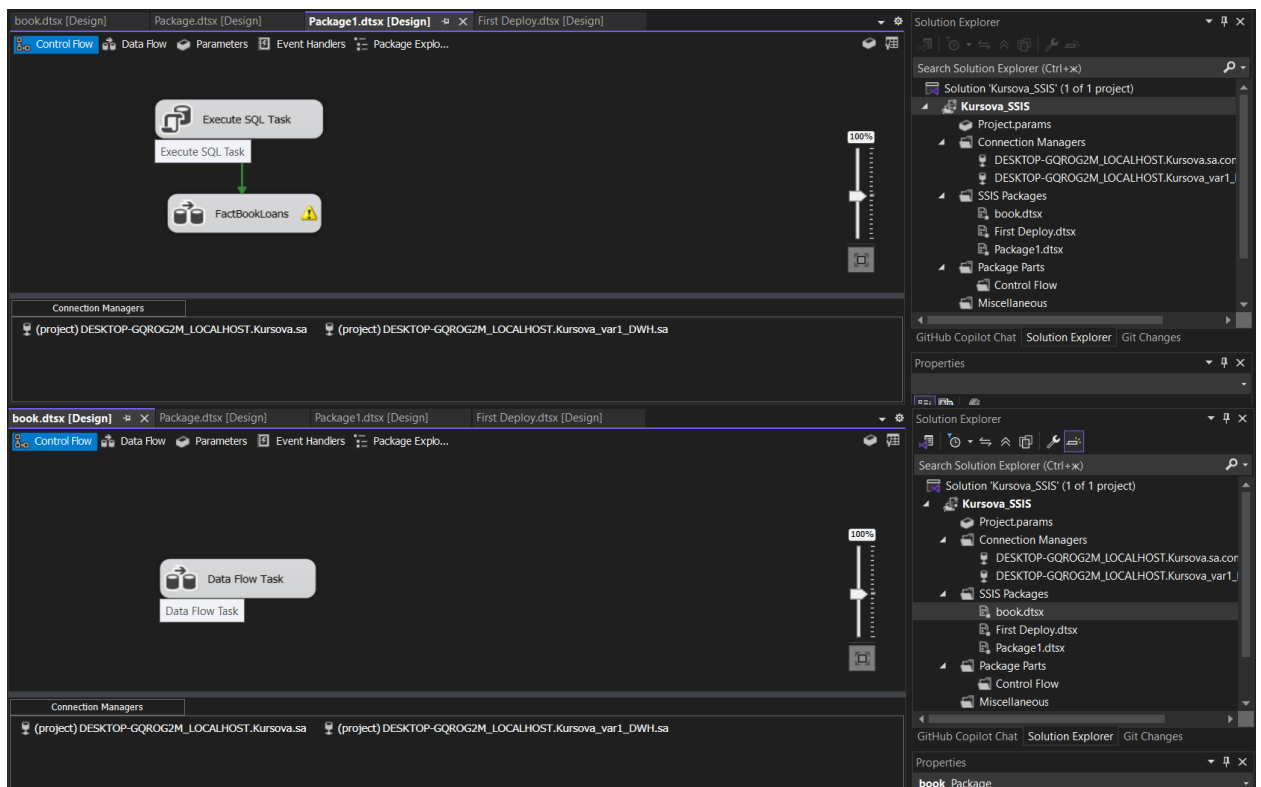 book.dtsx [Design] Package.dtsx [Design] Package1.dtsx [Design] First Deploy.dtsx [Design]
Control Flow Data Flow Parameters Event Handlers Package Explo...
Execute SQL Task
Execute SQL Task
FactBookLoans
100%
Connection Managers
(project) DESKTOP-GQROG2M_LOCALHOST.Kursova.sa (project) DESKTOP-GQROG2M_LOCALHOST.Kursova_var1_DWH.sa
Solution Explorer
Search Solution Explorer (Ctrl+ж)
Solution 'Kursova_SSIS' (1 of 1 project)
Kursova_SSIS
Project.params
Connection Managers
DESKTOP-GQROG2M_LOCALHOST.Kursova.sa.con
DESKTOP-GQROG2M_LOCALHOST.Kursova_var1_
SSIS Packages
book.dtsx
First Deploy.dtsx
Package1.dtsx
Package Parts
Control Flow
Miscellaneous
GitHub Copilot Chat Solution Explorer Git Changes
Properties
book.dtsx [Design] Package.dtsx [Design] Package1.dtsx [Design] First Deploy.dtsx [Design]
Control Flow Data Flow Parameters Event Handlers Package Explo...
Data Flow Task
Data Flow Task
100%
Connection Managers
(project) DESKTOP-GQROG2M_LOCALHOST.Kursova.sa (project) DESKTOP-GQROG2M_LOCALHOST.Kursova_var1_DWH.sa
Solution Explorer
Search Solution Explorer (Ctrl+ж)
Solution 'Kursova_SSIS' (1 of 1 project)
Kursova_SSIS
Project.params
Connection Managers
DESKTOP-GQROG2M_LOCALHOST.Kursova.sa.con
DESKTOP-GQROG2M_LOCALHOST.Kursova_var1_
SSIS Packages
book.dtsx
First Deploy.dtsx
Package1.dtsx
Package Parts
Control Flow
Miscellaneous
GitHub Copilot Chat Solution Explorer Git Changes
Properties
book Package